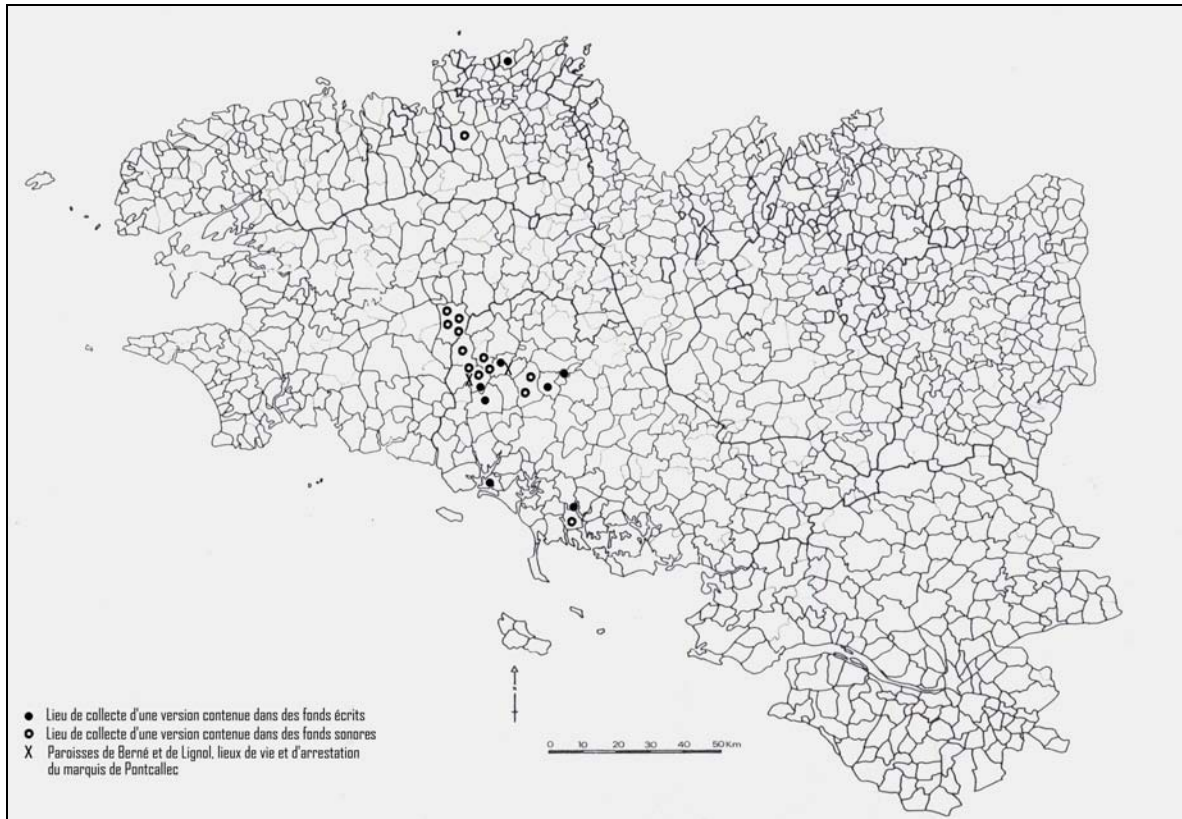 ● Lieu de collecte d'une version contenue dans des fonds écrits
Lieu de collecte d'une version contenue dans des fonds sonores
X Paroisses de Berné et de Lignol, lieux de vie et d'arrestation
du marquis de Pontcallec
0 10 20 30 40 50 Km